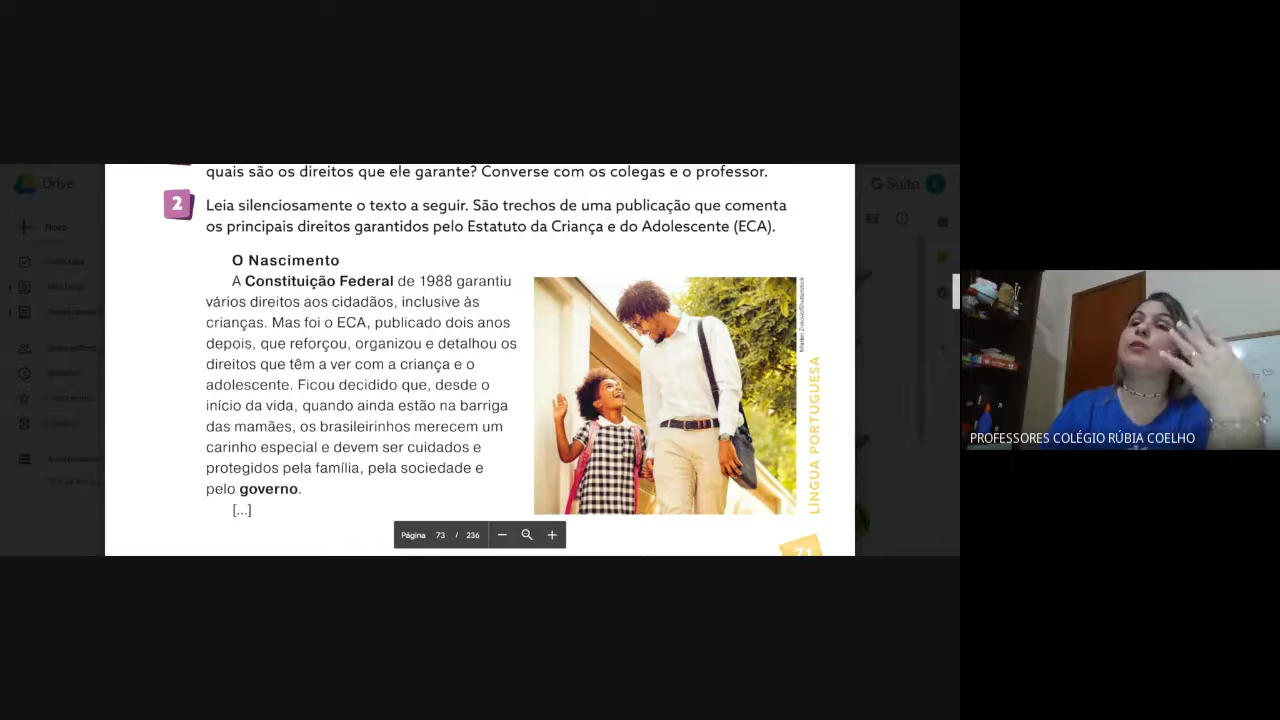 quais são os direitos que ele garante? Converse com os colegas e o professor.
2
Leia silenciosamente o texto a seguir. São trechos de uma publicação que comenta
os principais direitos garantidos pelo Estatuto da Criança e do Adolescente (ECA).
O Nascimento
A Constituição Federal de 1988 garantiu
vários direitos aos cidadãos, inclusive às
crianças. Mas foi o ECA, publicado dois anos
depois, que reforçou, organizou e detalhou os
direitos que têm a ver com a criança e o
adolescente. Ficou decidido que, desde o
início da vida, quando ainda estão na barriga
das mamães, os brasileirinhos merecem um
carinho especial e devem ser cuidados e
protegidos pela família, pela sociedade e
pelo governo.
[...]
LÍNGUA PORTUGUESA
71
Página 73 / 236
Drive
Novo
G Suite
PROFESSORES COLÉGIO RÚBIA COELHO